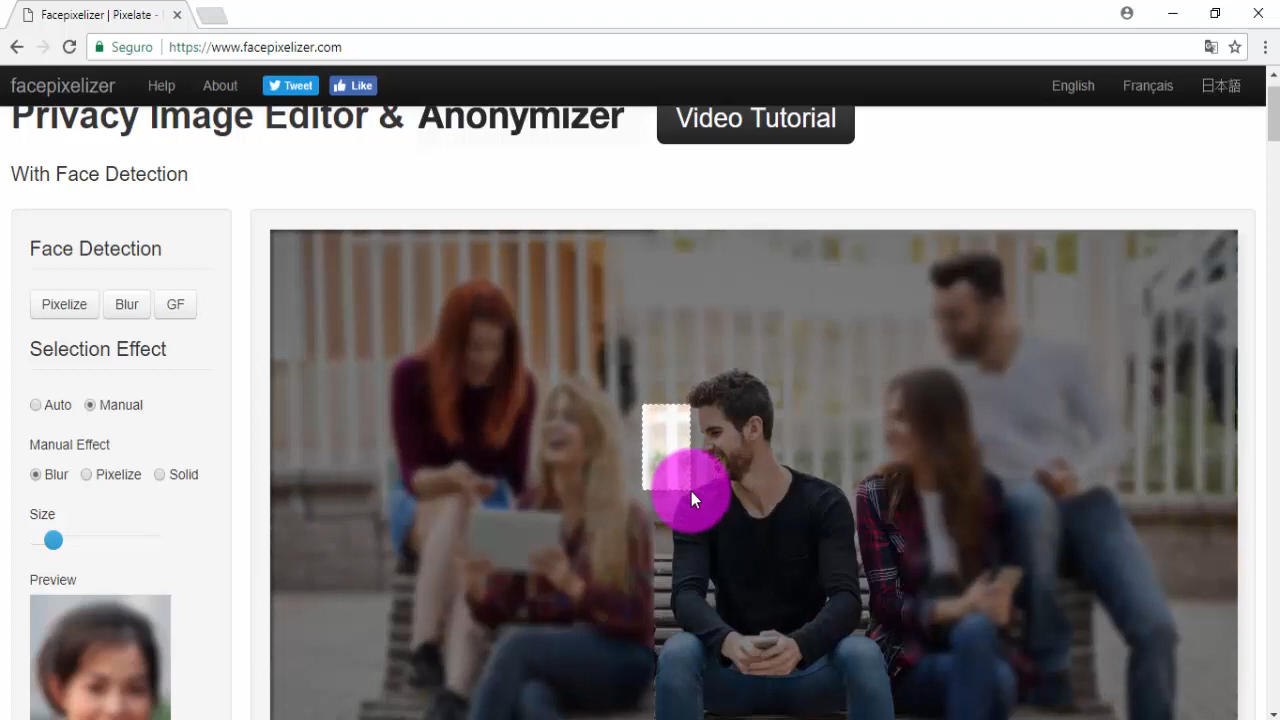 Facepixelizer | Pixelate -
Seguro https://www.facepixelizer.com
facepixelizer Help About Tweet Like English Français 日本語
Privacy Image Editor & Anonymizer Video Tutorial
With Face Detection
Face Detection
Pixelize Blur GF
Selection Effect
Auto Manual
Manual Effect
Blur Pixelize Solid
Size
Preview